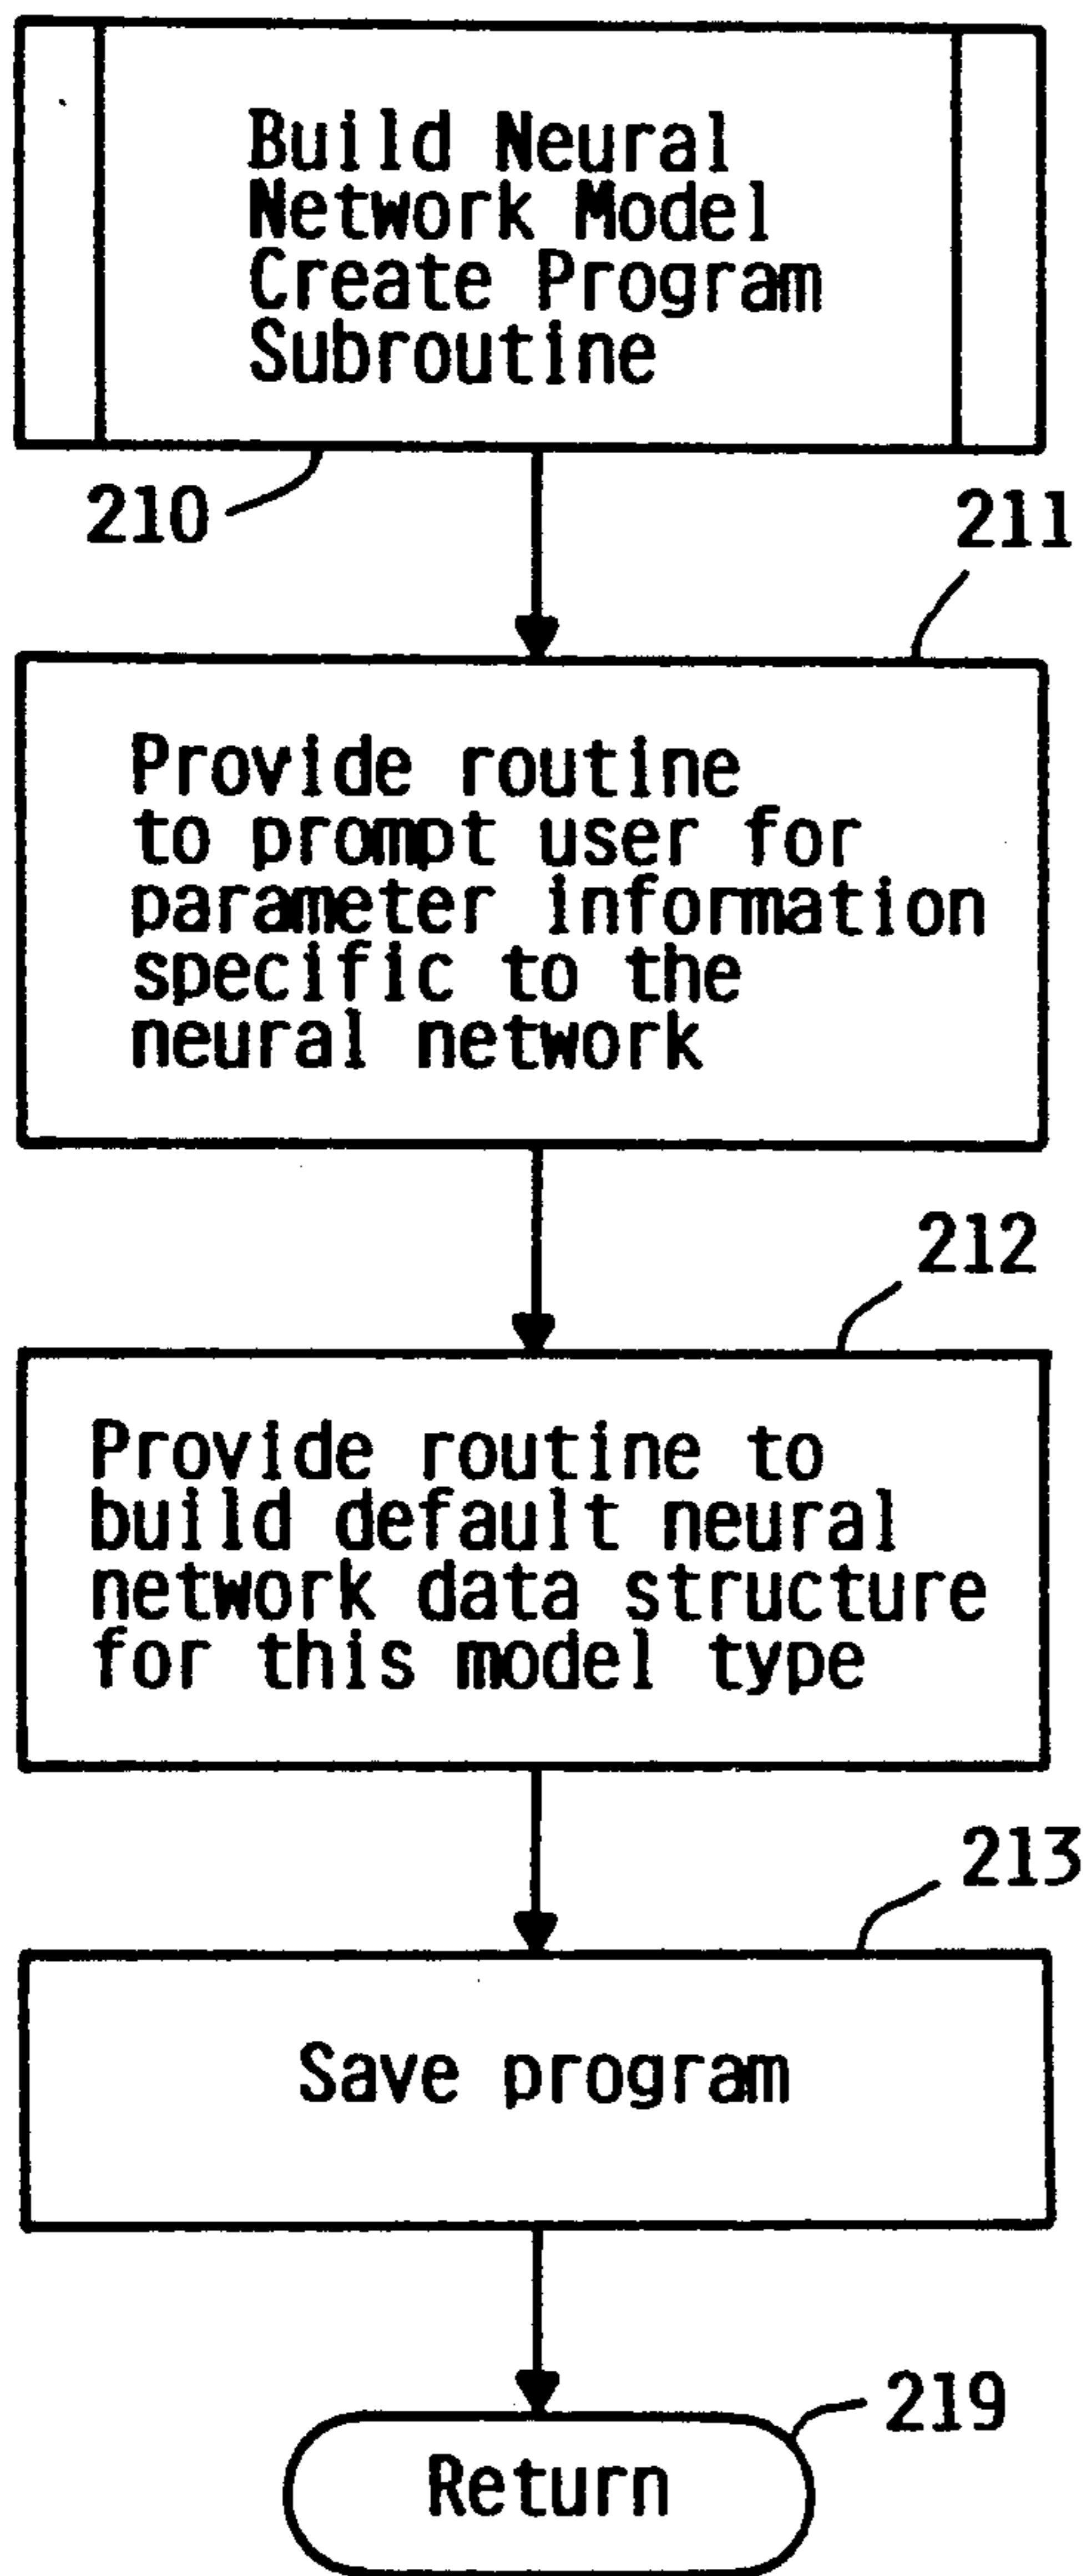 Build Neural
Network Model
Create Program
Subroutine
210
211
Provide routine
to prompt user for
parameter information
specific to the
neural network
212
Provide routine to
build default neural
network data structure
for this model type
213
Save program
219
Return